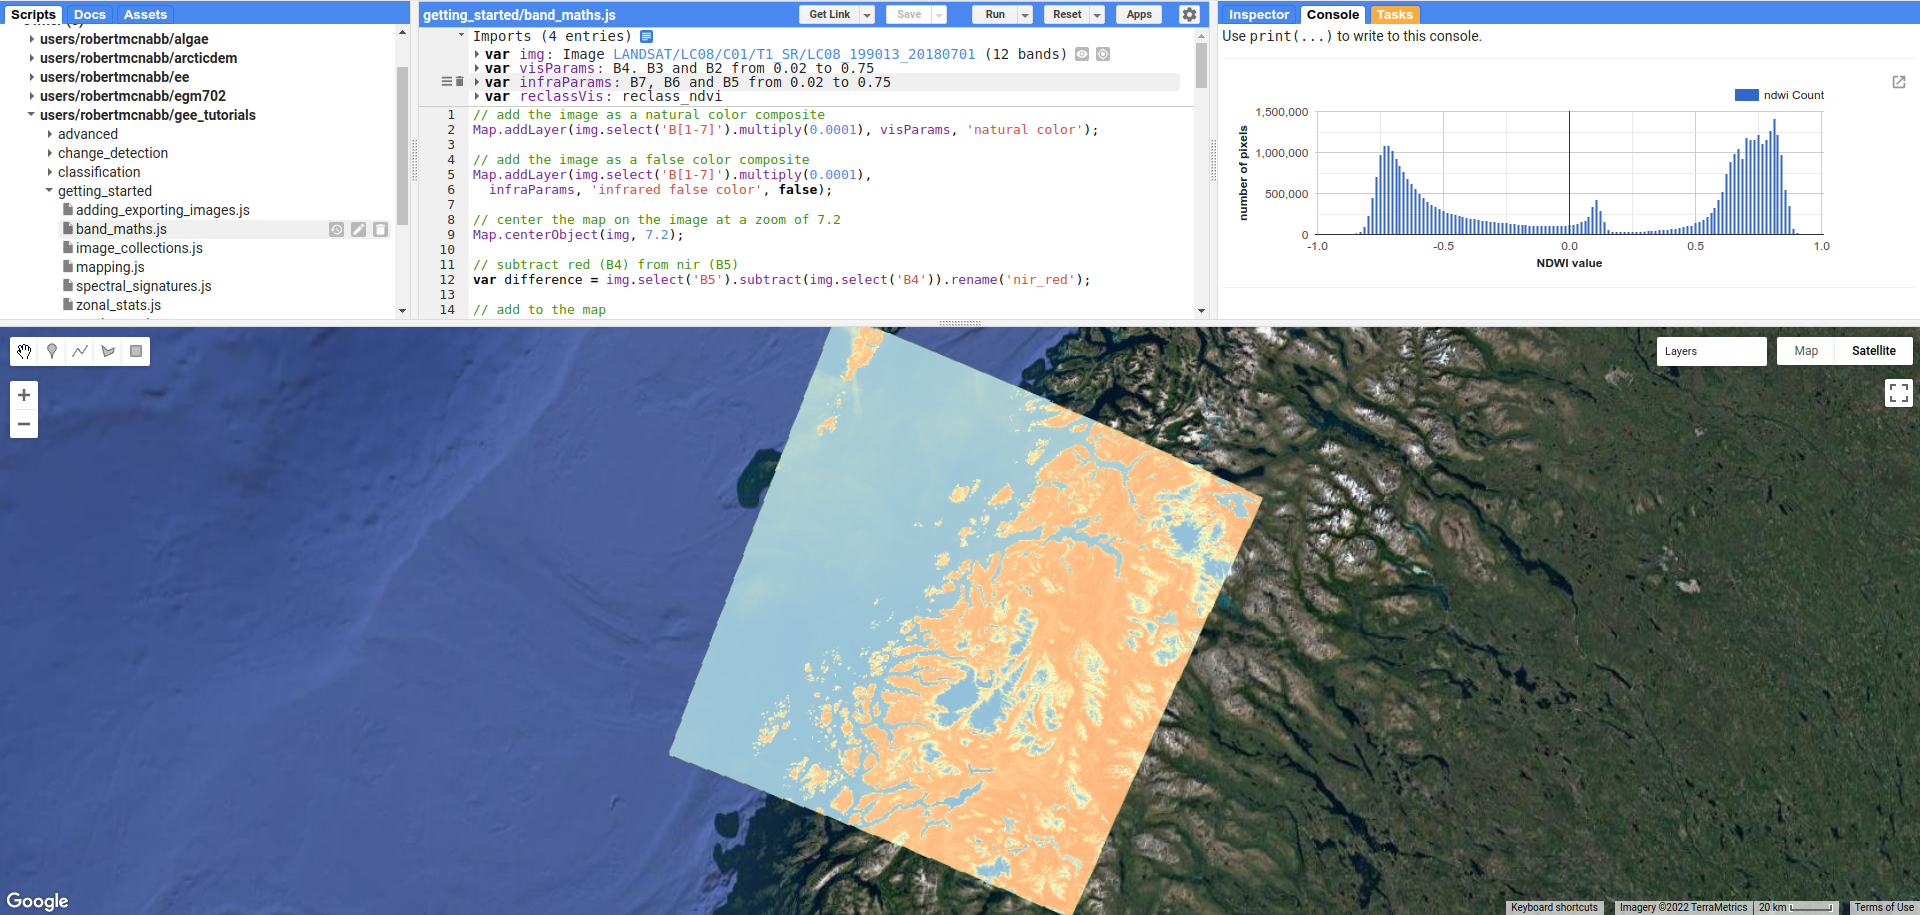 Scripts Docs Assets
users/robertmcnabb/algae
users/robertmcnabb/arcticdem
users/robertmcnabb/ee
users/robertmcnabb/egm702
users/robertmcnabb/gee_tutorials
advanced
change_detection
classification
getting_started
adding_exporting_images.js
band_maths.js
image_collections.js
mapping.js
spectral_signatures.js
zonal_stats.js
getting_started/band_maths.js
Get Link Save Run Reset Apps
Imports (4 entries)
var img: Image LANDSAT/LC08/C01/T1_SR/LC08_199013_20180701 (12 bands)
var visParams: B4, B3 and B2 from 0.02 to 0.75
var infraParams: B7, B6 and B5 from 0.02 to 0.75
var reclassVis: reclass_ndvi
1 // add the image as a natural color composite
2 Map.addLayer(img.select('B[1-7]').multiply(0.0001), visParams, 'natural color');
3
4 // add the image as a false color composite
5 Map.addLayer(img.select('B[1-7]').multiply(0.0001),
6 infraParams, 'infrared false color', false);
7
8 // center the map on the image at a zoom of 7.2
9 Map.centerObject(img, 7.2);
10
11 // subtract red (B4) from nir (B5)
12 var difference = img.select('B5').subtract(img.select('B4')).rename('nir_red');
13
14 // add to the map
Inspector Console Tasks
Use print(...) to write to this console.
ndwi Count
1,500,000
1,000,000
500,000
0
number of pixels
-1.0 -0.5 0.0 0.5 1.0
NDWI value
Layers
Map Satellite
+
−
Google
Keyboard shortcuts Imagery ©2022 TerraMetrics 20 km Terms of Use